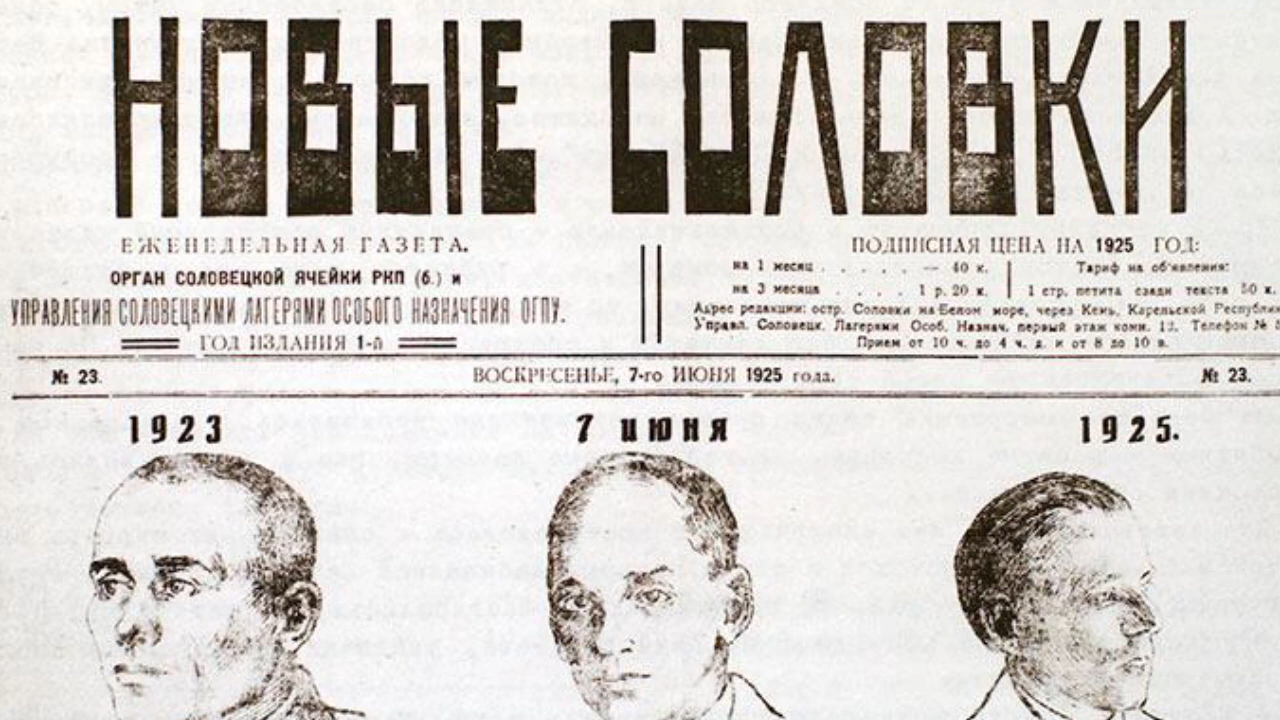 НОВЫЕ СОЛОВКИ
ЕЖЕНЕДЕЛЬНАЯ ГАЗЕТА.
ОРГАН СОЛОВЕЦКОЙ ЯЧЕЙКИ РКП (б.) и
УПРАВЛЕНИЯ СОЛОВЕЦКИМИ ЛАГЕРЯМИ ОСОБОГО НАЗНАЧЕНИЯ ОГПУ.
ГОД ИЗДАНИЯ 1-й
ПОДПИСНАЯ ЦЕНА НА 1925 ГОД:
на 1 месяц . — 40 к.
на 3 месяца . . . . 1 р. 20 к.
Тариф на об'явления:
1 стр. петита сзади текста 50 к.
Адрес редакции: остр. Соловки на Белом море, через Кемь, Карельской Республи
Управл. Соловецк. Лагерями Особ. Назнач. первый этаж комн. 12. Телефон №
Прием от 10 ч. до 4 ч. д. и от 8 до 10 в.
№ 23. ВОСКРЕСЕНЬЕ, 7-го ИЮНЯ 1925 года. № 23.
1923 7 июня 1925.